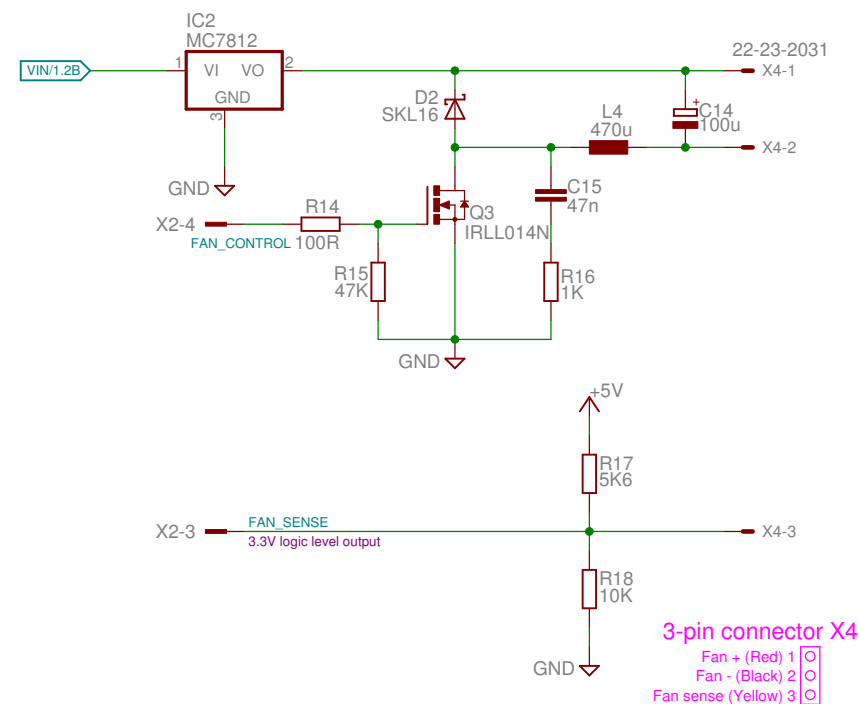 IC2
MC7812
VIN/1.2B
1
VI
VO
2
GND
3
22-23-2031
X4-1
D2
SKL16
L4
470u
+
C14
100u
X4-2
GND
C15
47n
R14
X2-4
FAN_CONTROL
100R
Q3
IRLL014N
R15
47K
R16
1K
GND
+5V
R17
5K6
FAN_SENSE
X2-3
3.3V logic level output
X4-3
R18
10K
GND
3-pin connector X4
Fan + (Red) 1
Fan - (Black) 2
Fan sense (Yellow) 3